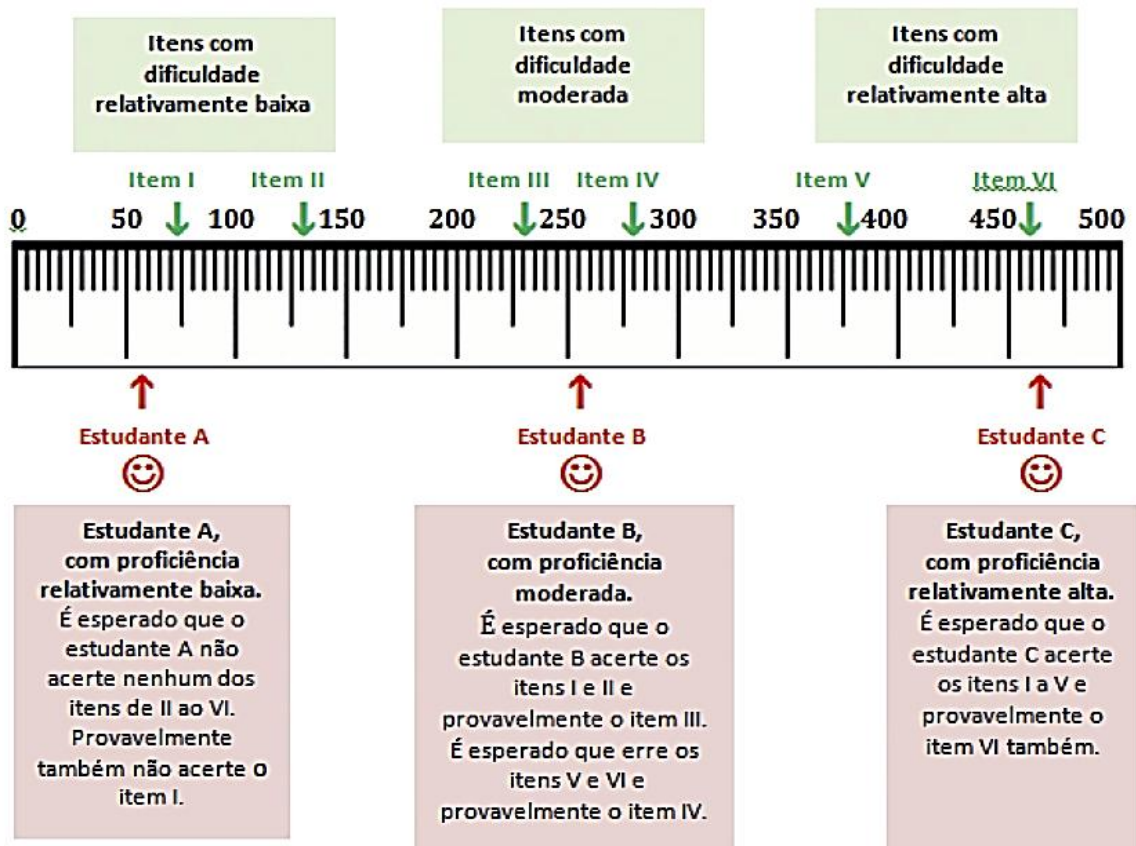 Itens com
dificuldade
relativamente baixa
Itens com
dificuldade
moderada
Itens com
dificuldade
relativamente alta
Item I Item II Item III Item IV Item V Item VI
0 50 100 150 200 250 300 350 400 450 500
Estudante A
Estudante B
Estudante C
Estudante A,
com proficiência
relativamente baixa.
É esperado que o
estudante A não
acerte nenhum dos
itens de II ao VI.
Provavelmente
também não acerte o
item I.
Estudante B,
com proficiência
moderada.
É esperado que o
estudante B acerte os
itens I e II e
provavelmente o item III.
É esperado que erre os
itens V e VI e
provavelmente o item IV.
Estudante C,
com proficiência
relativamente alta.
É esperado que o
estudante C acerte
os itens I a V e
provavelmente o
item VI também.